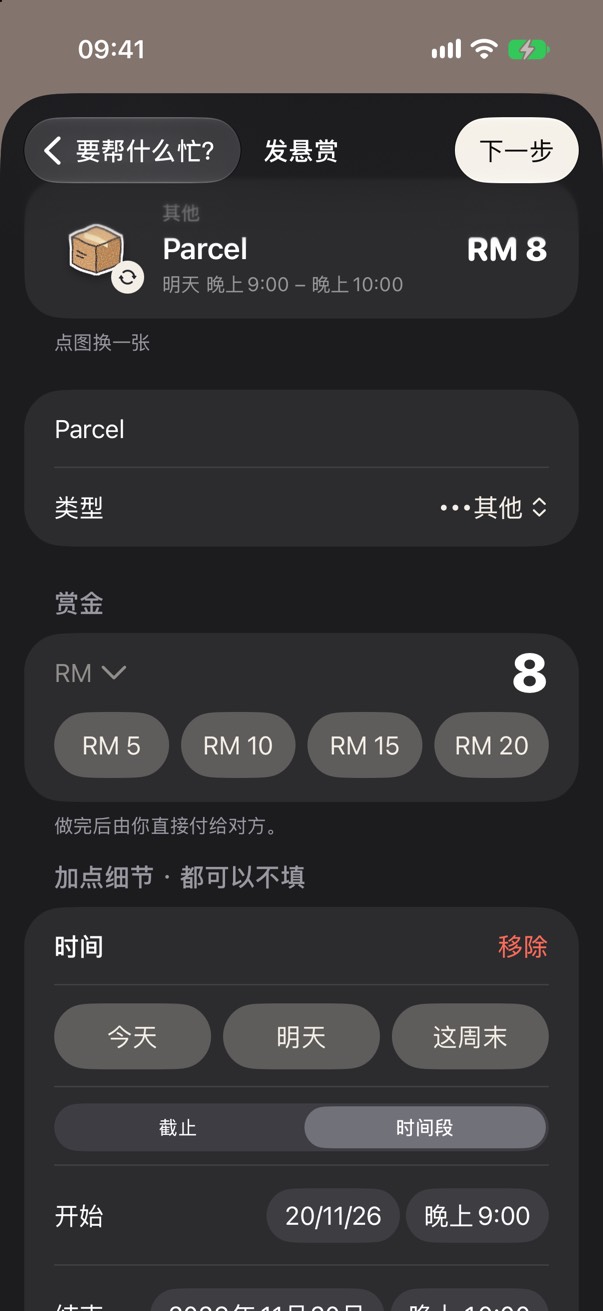 09:41
要帮什么忙?
发悬赏
下一步
其他
Parcel
RM 8
明天 晚上 9:00 – 晚上 10:00
点图换一张
Parcel
类型
•••其他
赏金
RM
8
RM 5
RM 10
RM 15
RM 20
做完后由你直接付给对方。
加点细节 · 都可以不填
时间
移除
今天
明天
这周末
截止
时间段
开始
20/11/26
晚上 9:00